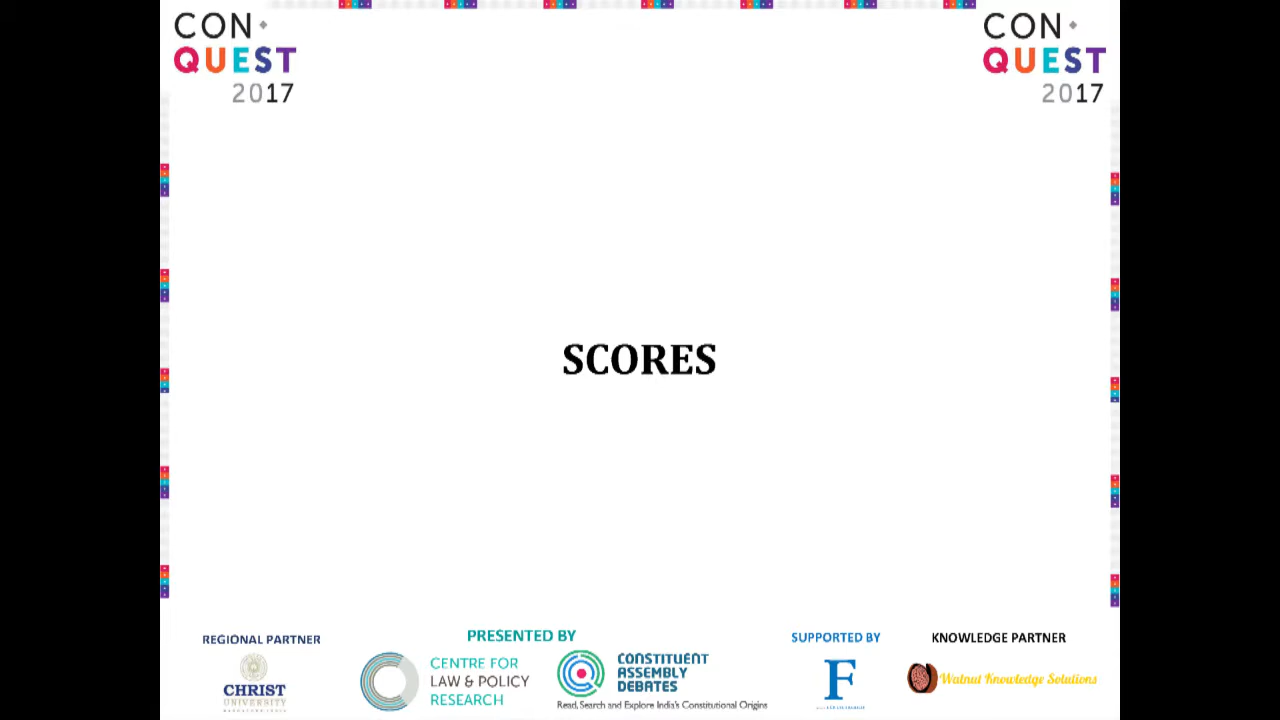 CON
QUEST
2017
CON
QUEST
2017
SCORES
REGIONAL PARTNER
CHRIST
UNIVERSITY
PRESENTED BY
CENTRE FOR
LAW & POLICY
RESEARCH
CONSTITUENT
ASSEMBLY
DEBATES
Read, Search and Explore India's Constitutional Origins
SUPPORTED BY
F
KNOWLEDGE PARTNER
Walnut Knowledge Solutions